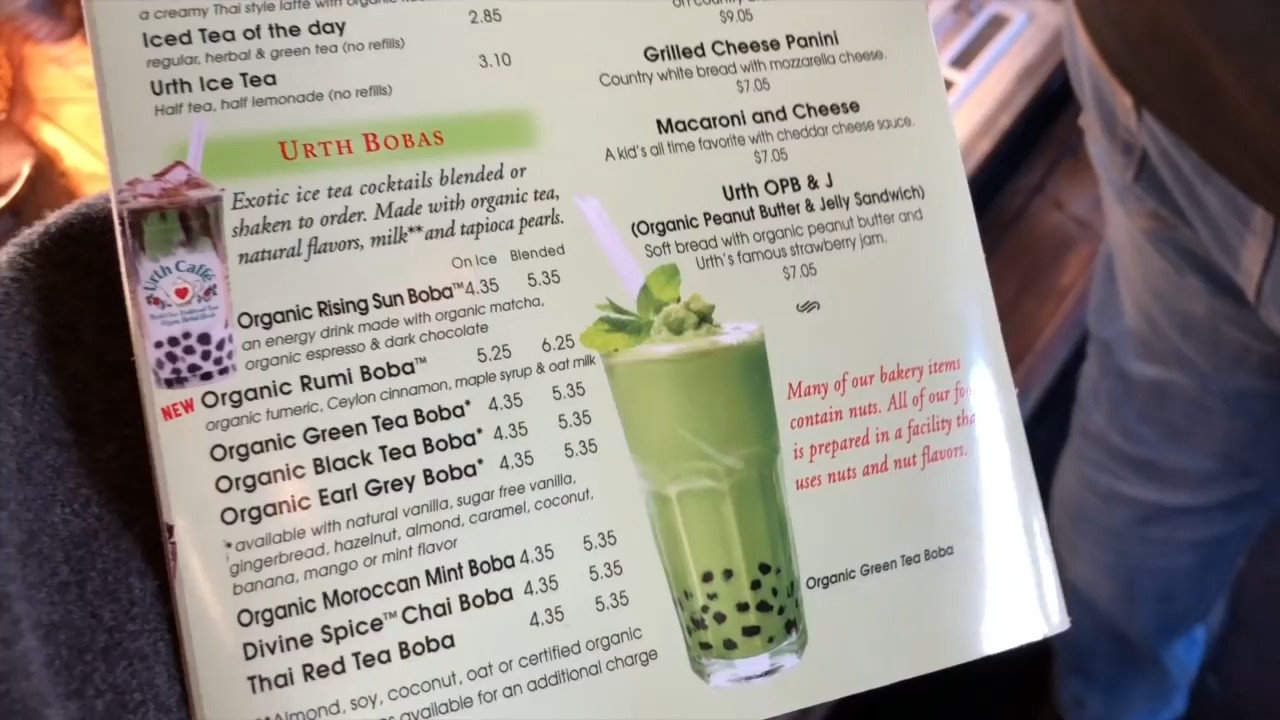 a creamy Thai style latte with organic
Iced Tea of the day 2.85
regular, herbal & green tea (no refills)
Urth Ice Tea 3.10
Half tea, half lemonade (no refills)
URTH BOBAS
Exotic ice tea cocktails blended or
shaken to order. Made with organic tea,
natural flavors, milk** and tapioca pearls.
On Ice Blended
Organic Rising Sun Boba™ 4.35 5.35
an energy drink made with organic matcha,
organic espresso & dark chocolate
NEW Organic Rumi Boba™ 5.25 6.25
organic tumeric, Ceylon cinnamon, maple syrup & oat milk
Organic Green Tea Boba* 4.35 5.35
Organic Black Tea Boba* 4.35 5.35
Organic Earl Grey Boba* 4.35 5.35
*available with natural vanilla, sugar free vanilla,
gingerbread, hazelnut, almond, caramel, coconut,
banana, mango or mint flavor
Organic Moroccan Mint Boba 4.35 5.35
Divine Spice™ Chai Boba 4.35 5.35
Thai Red Tea Boba 4.35 5.35
**Almond, soy, coconut, oat or certified organic
available for an additional charge
Urth Caffé
$9.05
Grilled Cheese Panini
Country white bread with mozzarella cheese.
$7.05
Macaroni and Cheese
A kid's all time favorite with cheddar cheese sauce.
$7.05
Urth OPB & J
(Organic Peanut Butter & Jelly Sandwich)
Soft bread with organic peanut butter and
Urth's famous strawberry jam.
$7.05
Many of our bakery items
contain nuts. All of our
is prepared in a facility
uses nuts and nut flavors.
Organic Green Tea Boba